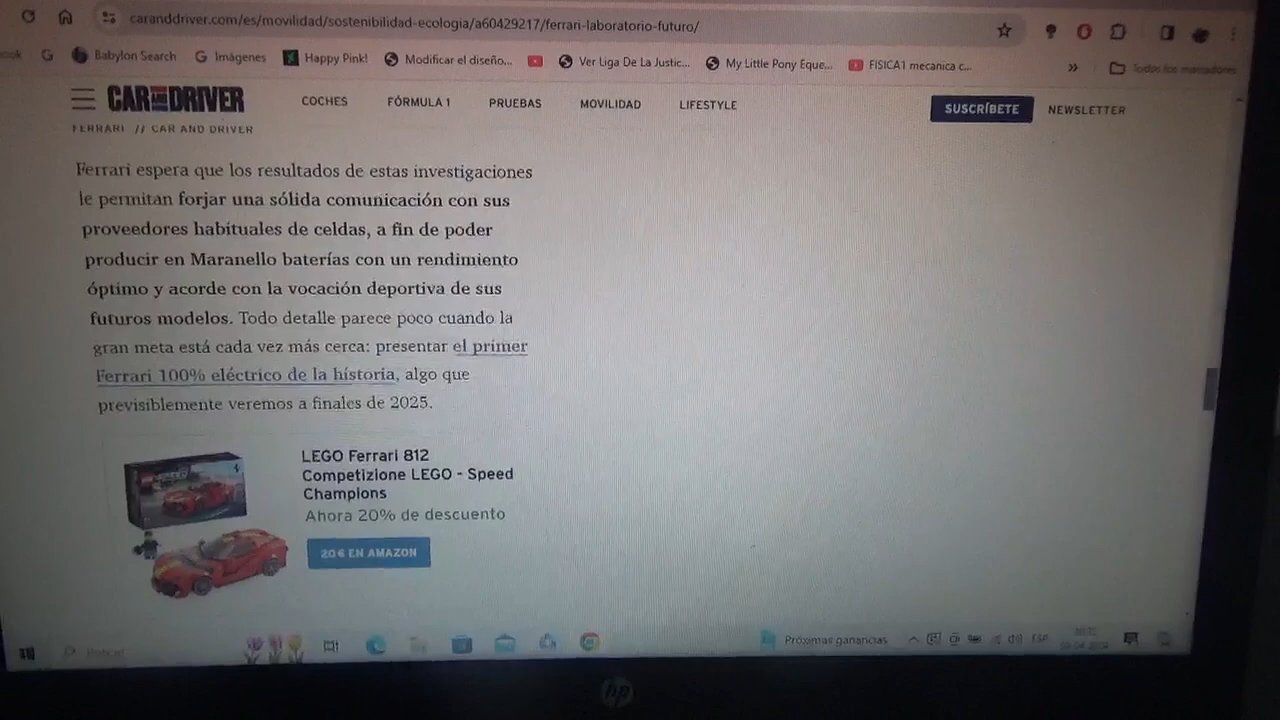 caranddriver.com/es/movilidad/sostenibilidad-ecologia/a60429217/ferrari-laboratorio-futuro/
Babylon Search
Imágenes
Happy Pink!
Modificar el diseño...
Ver Liga De La Justic...
My Little Pony Eque...
FISICA1 mecanica c...
»
Todos los marcadores
CAR AND DRIVER
COCHES
FÓRMULA 1
PRUEBAS
MOVILIDAD
LIFESTYLE
SUSCRÍBETE
NEWSLETTER
FERRARI // CAR AND DRIVER
Ferrari espera que los resultados de estas investigaciones
le permitan forjar una sólida comunicación con sus
proveedores habituales de celdas, a fin de poder
producir en Maranello baterías con un rendimiento
óptimo y acorde con la vocación deportiva de sus
futuros modelos. Todo detalle parece poco cuando la
gran meta está cada vez más cerca: presentar el primer
Ferrari 100% eléctrico de la historia, algo que
previsiblemente veremos a finales de 2025.
LEGO Ferrari 812
Competizione LEGO - Speed
Champions
Ahora 20% de descuento
20€ EN AMAZON
Buscar
Próximas ganancias
ESP
hp